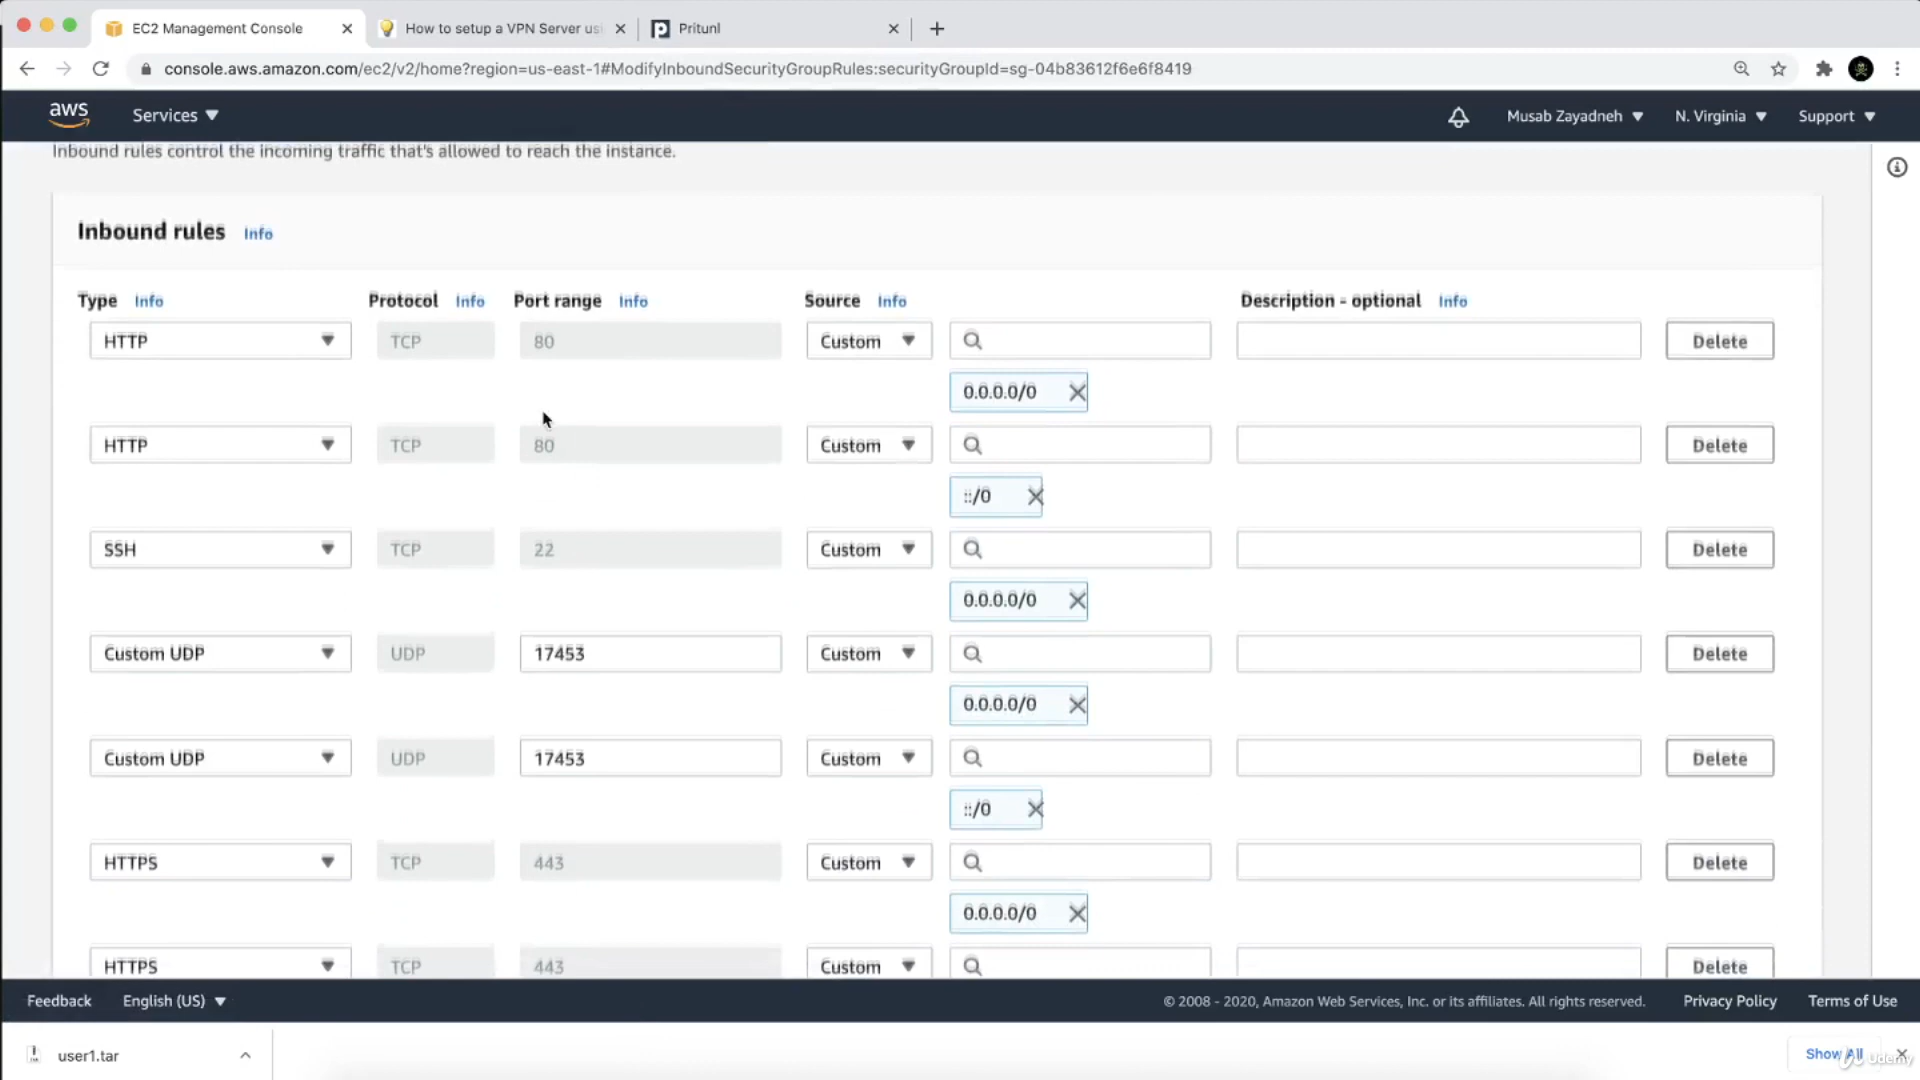 EC2 Management Console
How to setup a VPN Server usi
Pritunl
console.aws.amazon.com/ec2/v2/home?region=us-east-1#ModifyInboundSecurityGroupRules:securityGroupId=sg-04b83612f6e6f8419
aws
Services
Musab Zayadneh
N. Virginia
Support
Inbound rules control the incoming traffic that's allowed to reach the instance.
Inbound rules Info
Type Info Protocol Info Port range Info Source Info Description - optional Info
HTTP TCP 80 Custom Delete
0.0.0.0/0
HTTP TCP 80 Custom Delete
::/0
SSH TCP 22 Custom Delete
0.0.0.0/0
Custom UDP UDP 17453 Custom Delete
0.0.0.0/0
Custom UDP UDP 17453 Custom Delete
::/0
HTTPS TCP 443 Custom Delete
0.0.0.0/0
HTTPS TCP 443 Custom Delete
Feedback English (US) © 2008 - 2020, Amazon Web Services, Inc. or its affiliates. All rights reserved. Privacy Policy Terms of Use
user1.tar
Show All
Udemy